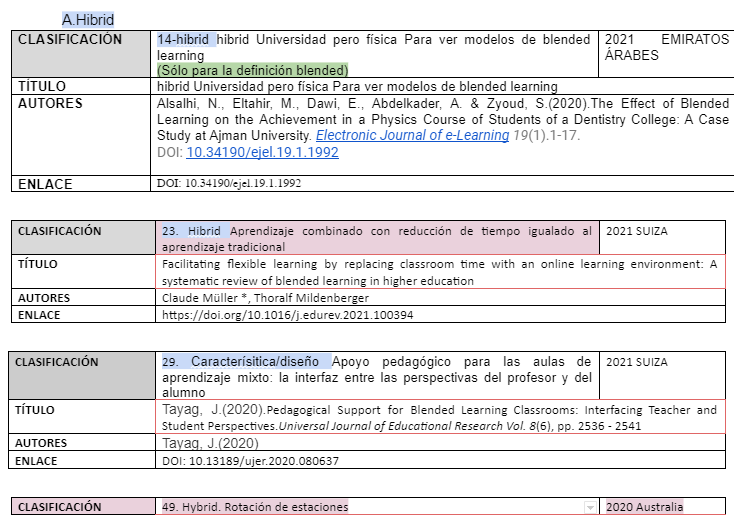 A.Hibrid
CLASIFICACIÓN 14-hibrid hibrid Universidad pero física Para ver modelos de blended 2021 EMIRATOS
learning ÁRABES
(Sólo para la definición blended)
TÍTULO hibrid Universidad pero física Para ver modelos de blended learning
AUTORES Alsalhi, N., Eltahir, M., Dawi, E., Abdelkader, A. & Zyoud, S.(2020).The Effect of Blended
Learning on the Achievement in a Physics Course of Students of a Dentistry College: A Case
Study at Ajman University. Electronic Journal of e-Learning 19(1).1-17.
DOI: 10.34190/ejel.19.1.1992
ENLACE DOI: 10.34190/ejel.19.1.1992
CLASIFICACIÓN 23. Hibrid Aprendizaje combinado con reducción de tiempo igualado al 2021 SUIZA
aprendizaje tradicional
TÍTULO Facilitating flexible learning by replacing classroom time with an online learning environment: A
systematic review of blended learning in higher education
AUTORES Claude Müller *, Thoralf Mildenberger
ENLACE https://doi.org/10.1016/j.edurev.2021.100394
CLASIFICACIÓN 29. Caracterísitica/diseño Apoyo pedagógico para las aulas de 2021 SUIZA
aprendizaje mixto: la interfaz entre las perspectivas del profesor y del
alumno
TÍTULO Tayag, J.(2020).Pedagogical Support for Blended Learning Classrooms: Interfacing Teacher and
Student Perspectives.Universal Journal of Educational Research Vol. 8(6), pp. 2536 - 2541
AUTORES Tayag, J.(2020)
ENLACE DOI: 10.13189/ujer.2020.080637
CLASIFICACIÓN 49. Hybrid. Rotación de estaciones 2020 Australia